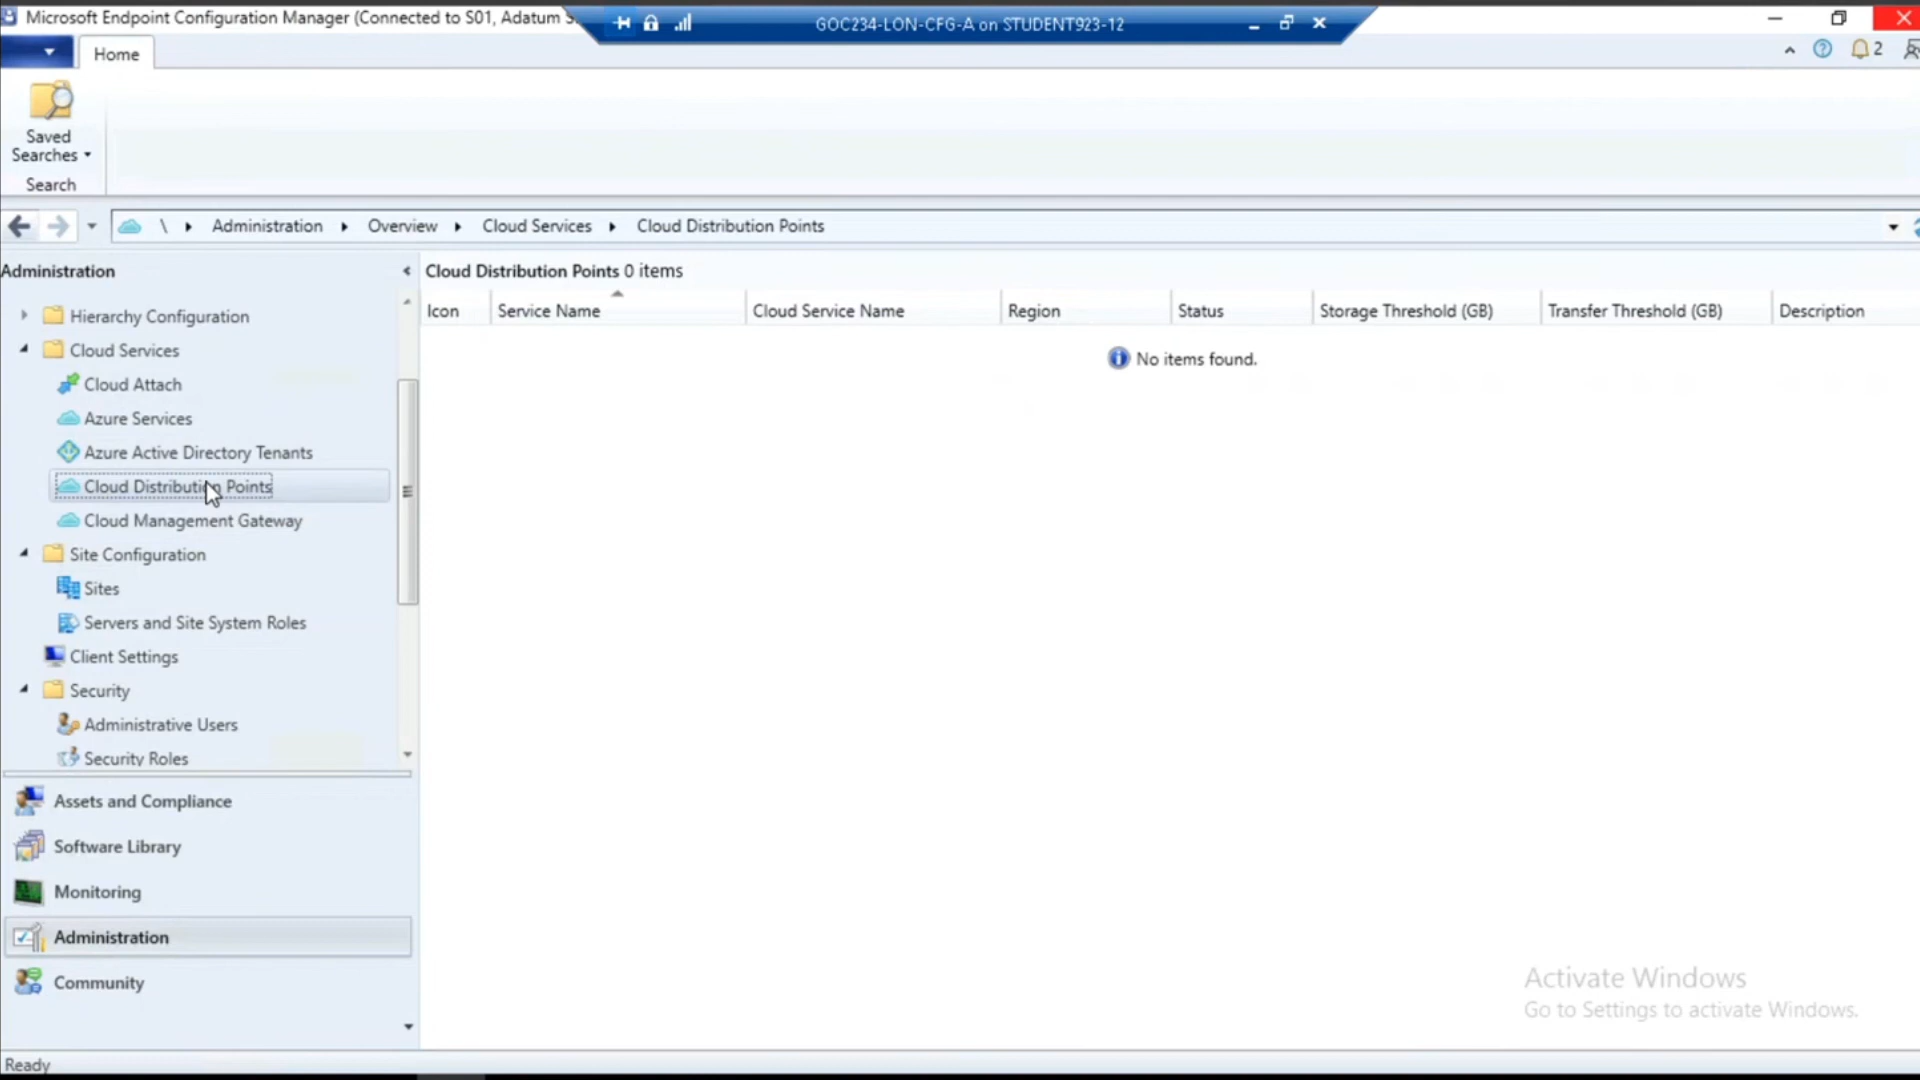 Microsoft Endpoint Configuration Manager (Connected to S01, Adatum S
GOC234-LON-CFG-A on STUDENT923-12
Home
2
Saved
Searches
Search
\ Administration Overview Cloud Services Cloud Distribution Points
Administration
Cloud Distribution Points 0 items
Icon Service Name Cloud Service Name Region Status Storage Threshold (GB) Transfer Threshold (GB) Description
No items found.
Hierarchy Configuration
Cloud Services
Cloud Attach
Azure Services
Azure Active Directory Tenants
Cloud Distribution Points
Cloud Management Gateway
Site Configuration
Sites
Servers and Site System Roles
Client Settings
Security
Administrative Users
Security Roles
Assets and Compliance
Software Library
Monitoring
Administration
Community
Activate Windows
Go to Settings to activate Windows.
Ready